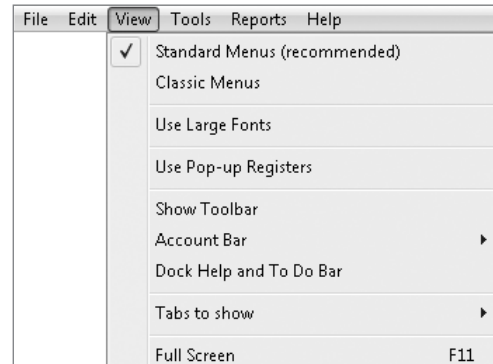 File Edit View Tools Reports Help
Standard Menus (recommended)
Classic Menus
Use Large Fonts
Use Pop-up Registers
Show Toolbar
Account Bar
Dock Help and To Do Bar
Tabs to show
Full Screen F11